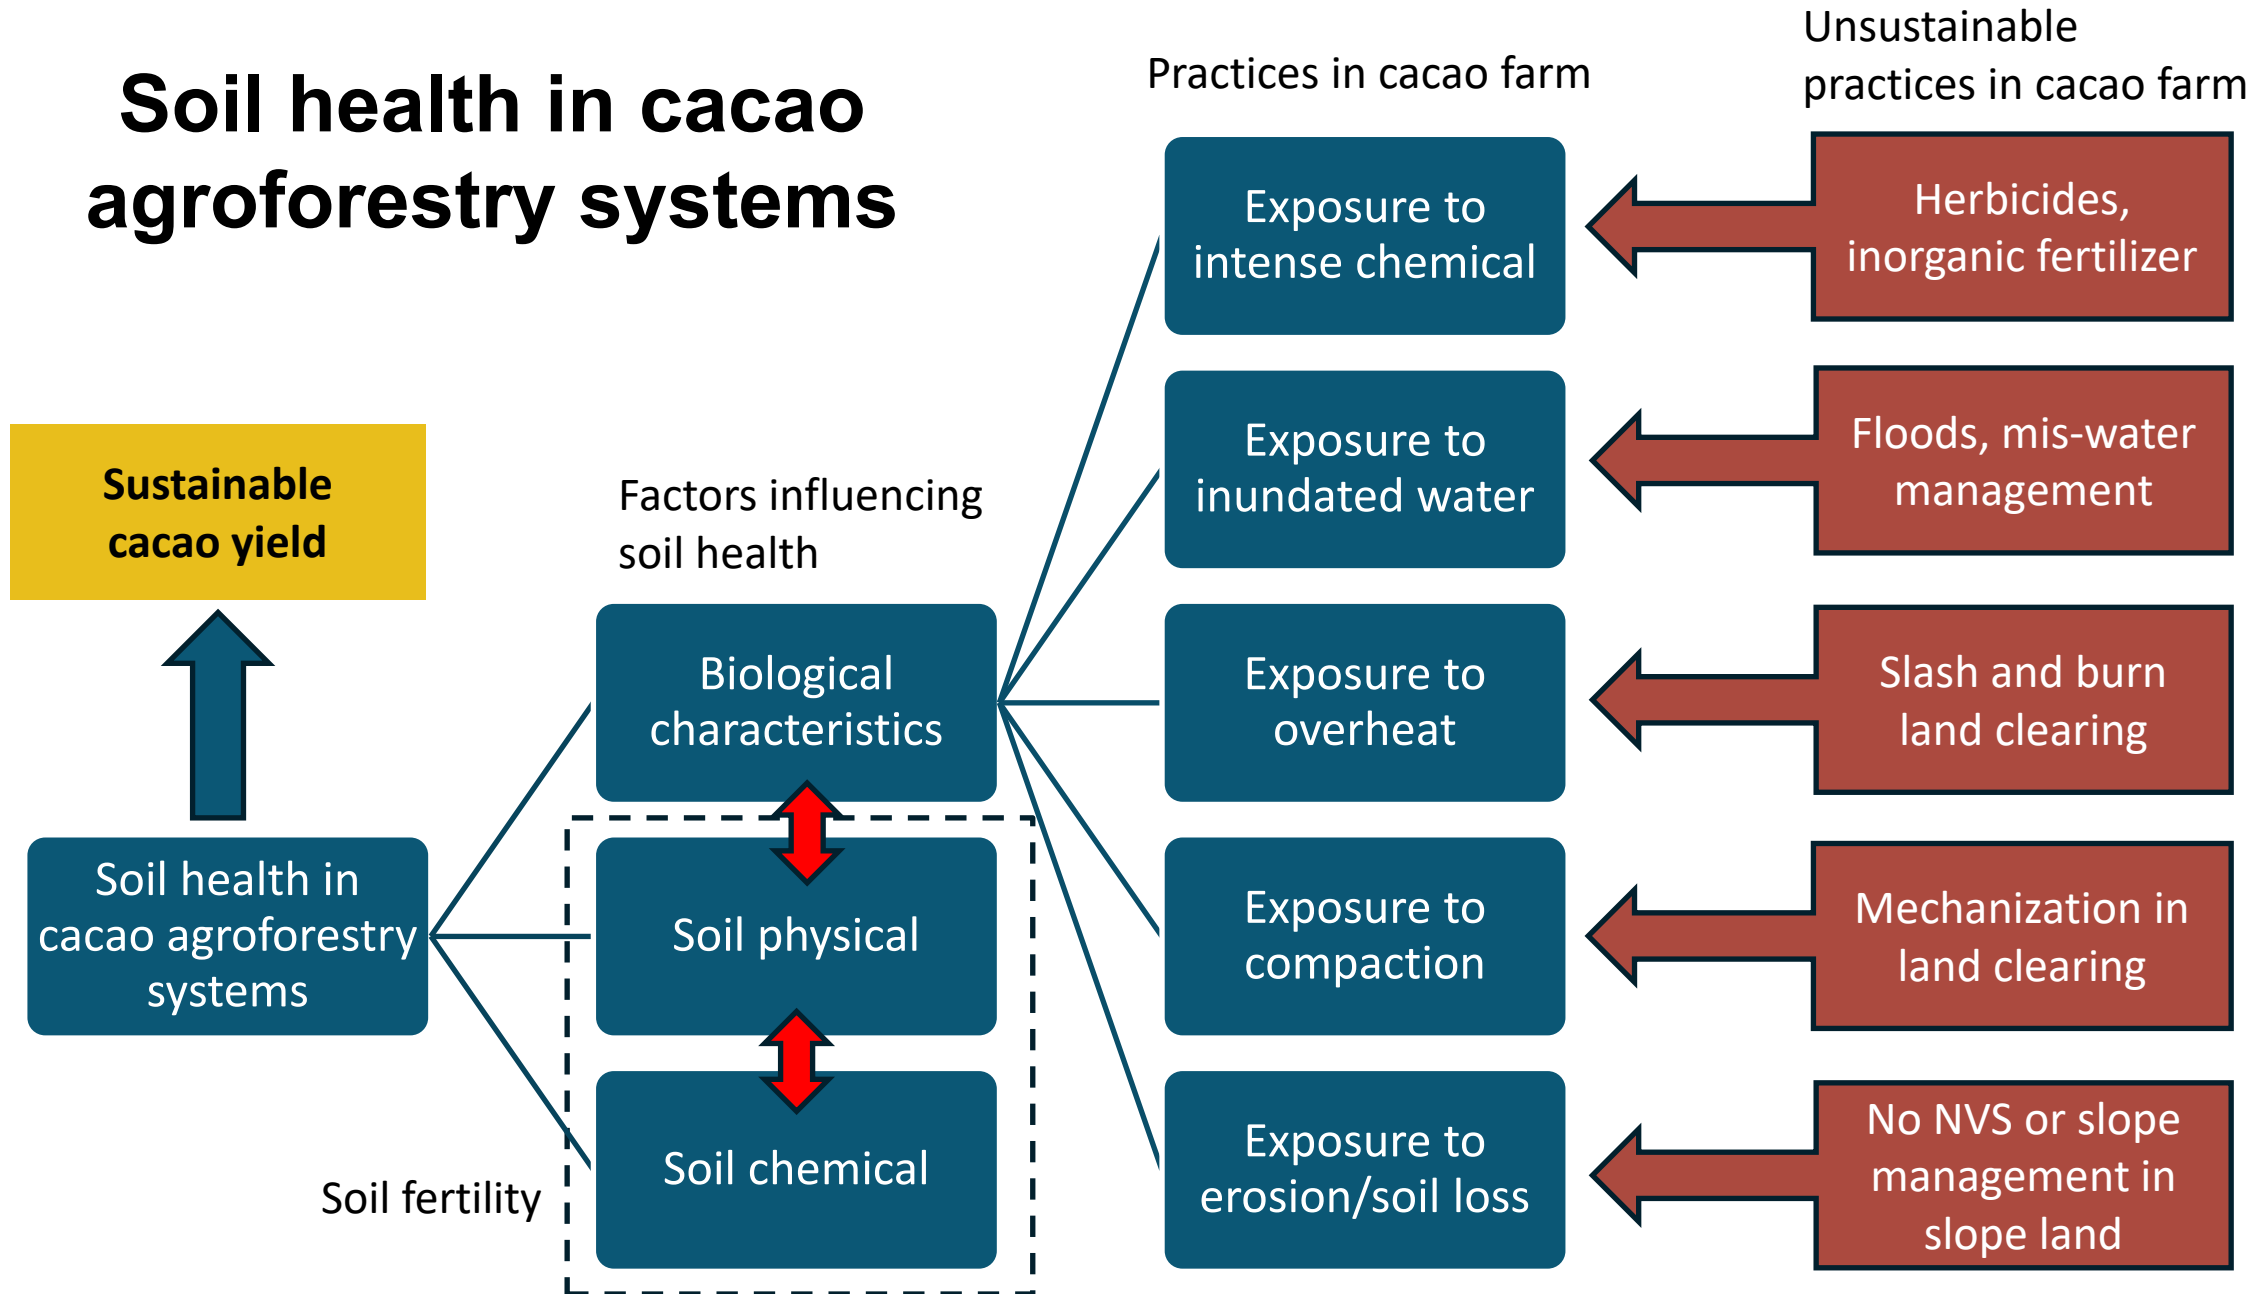 Soil health in cacao
agroforestry systems
Practices in cacao farm
Unsustainable
practices in cacao farm
Sustainable
cacao yield
Soil health in
cacao agroforestry
systems
Factors influencing
soil health
Biological
characteristics
Soil physical
Soil chemical
Soil fertility
Exposure to
intense chemical
Exposure to
inundated water
Exposure to
overheat
Exposure to
compaction
Exposure to
erosion/soil loss
Herbicides,
inorganic fertilizer
Floods, mis-water
management
Slash and burn
land clearing
Mechanization in
land clearing
No NVS or slope
management in
slope land